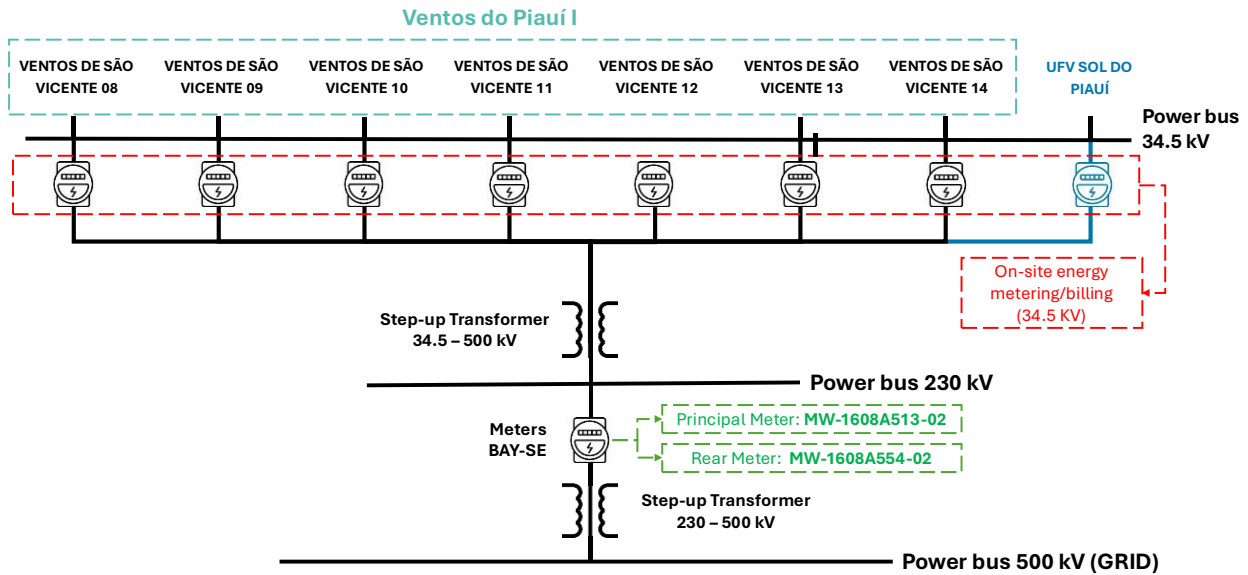 Ventos do Piauí I
VENTOS DE SÃO
VICENTE 08
VENTOS DE SÃO
VICENTE 09
VENTOS DE SÃO
VICENTE 10
VENTOS DE SÃO
VICENTE 11
VENTOS DE SÃO
VICENTE 12
VENTOS DE SÃO
VICENTE 13
VENTOS DE SÃO
VICENTE 14
UFV SOL DO
PIAUÍ
Power bus
34.5 kV
On-site energy
metering/billing
(34.5 KV)
Step-up Transformer
34.5 – 500 kV
Power bus 230 kV
Meters
BAY-SE
Principal Meter: MW-1608A513-02
Rear Meter: MW-1608A554-02
Step-up Transformer
230 – 500 kV
Power bus 500 kV (GRID)